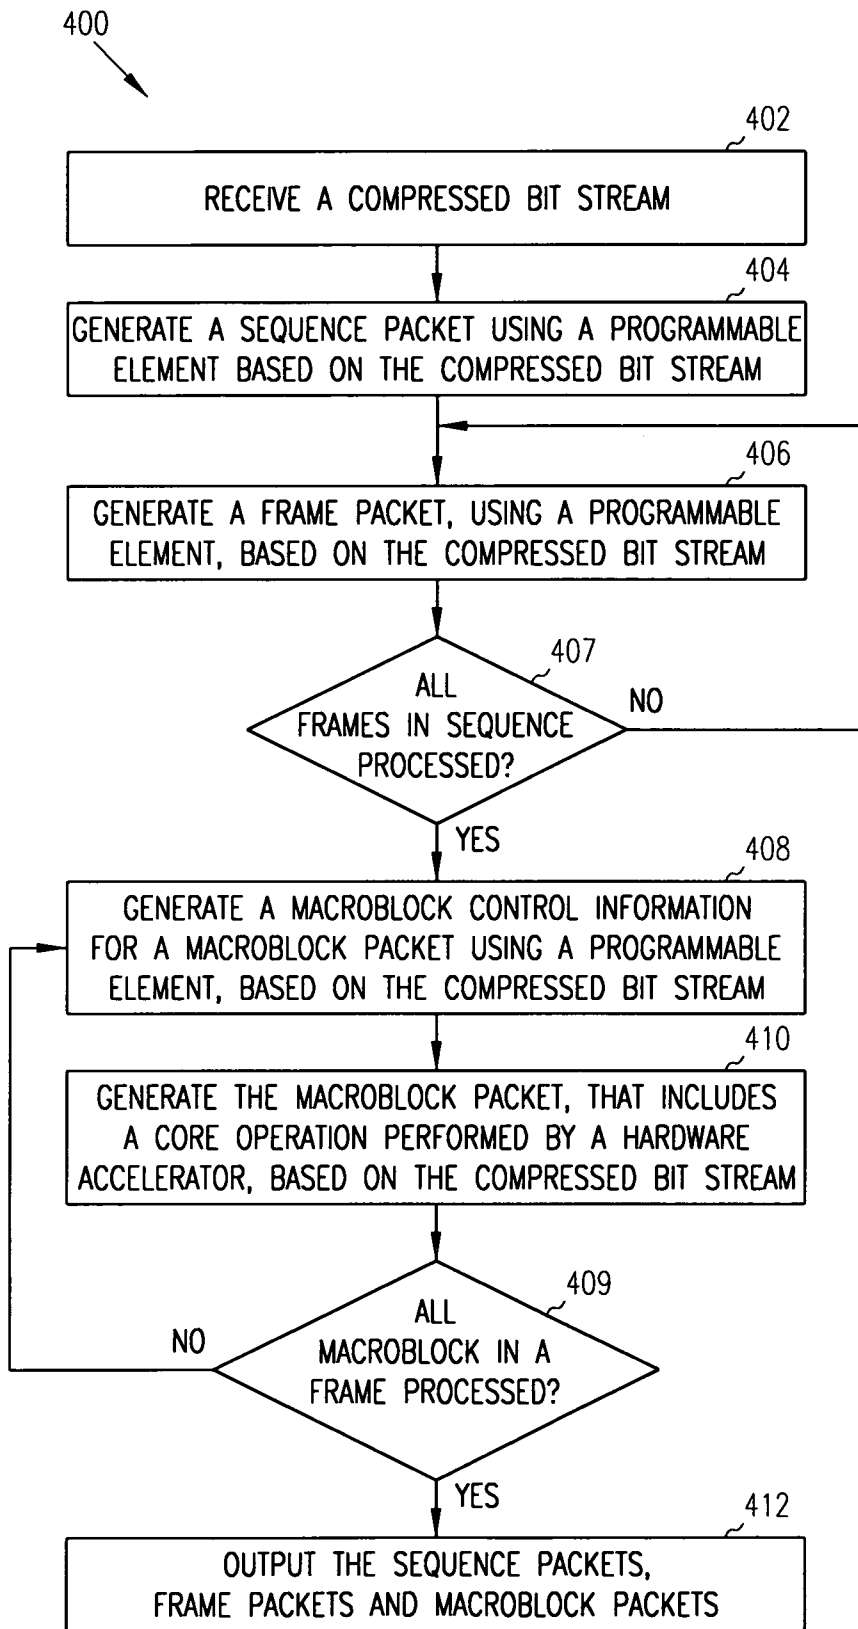 400
402
RECEIVE A COMPRESSED BIT STREAM
404
GENERATE A SEQUENCE PACKET USING A PROGRAMMABLE
ELEMENT BASED ON THE COMPRESSED BIT STREAM
406
GENERATE A FRAME PACKET, USING A PROGRAMMABLE
ELEMENT, BASED ON THE COMPRESSED BIT STREAM
407
ALL
FRAMES IN SEQUENCE
PROCESSED?
NO
YES
408
GENERATE A MACROBLOCK CONTROL INFORMATION
FOR A MACROBLOCK PACKET USING A PROGRAMMABLE
ELEMENT, BASED ON THE COMPRESSED BIT STREAM
410
GENERATE THE MACROBLOCK PACKET, THAT INCLUDES
A CORE OPERATION PERFORMED BY A HARDWARE
ACCELERATOR, BASED ON THE COMPRESSED BIT STREAM
409
ALL
MACROBLOCK IN A
FRAME PROCESSED?
NO
YES
412
OUTPUT THE SEQUENCE PACKETS,
FRAME PACKETS AND MACROBLOCK PACKETS